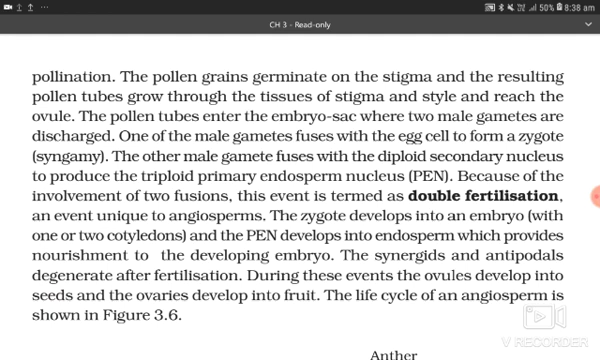 50% 8:38 am
CH 3 - Read-only
pollination. The pollen grains germinate on the stigma and the resulting
pollen tubes grow through the tissues of stigma and style and reach the
ovule. The pollen tubes enter the embryo-sac where two male gametes are
discharged. One of the male gametes fuses with the egg cell to form a zygote
(syngamy). The other male gamete fuses with the diploid secondary nucleus
to produce the triploid primary endosperm nucleus (PEN). Because of the
involvement of two fusions, this event is termed as double fertilisation,
an event unique to angiosperms. The zygote develops into an embryo (with
one or two cotyledons) and the PEN develops into endosperm which provides
nourishment to the developing embryo. The synergids and antipodals
degenerate after fertilisation. During these events the ovules develop into
seeds and the ovaries develop into fruit. The life cycle of an angiosperm is
shown in Figure 3.6.
V RECORDER
Anther